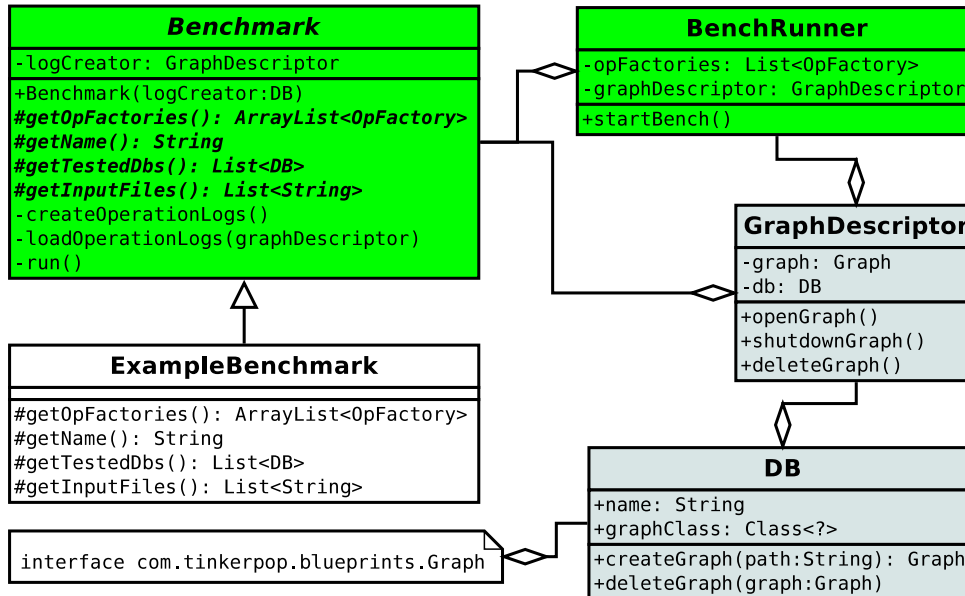 Benchmark
-logCreator: GraphDescriptor
+Benchmark(logCreator:DB)
#getOpFactories(): ArrayList<OpFactory>
#getName(): String
#getTestedDbs(): List<DB>
#getInputFiles(): List<String>
-createOperationLogs()
-loadOperationLogs(graphDescriptor)
-run()
BenchRunner
-opFactories: List<OpFactory>
-graphDescriptor: GraphDescriptor
+startBench()
GraphDescriptor
-graph: Graph
-db: DB
+openGraph()
+shutdownGraph()
+deleteGraph()
ExampleBenchmark
#getOpFactories(): ArrayList<OpFactory>
#getName(): String
#getTestedDbs(): List<DB>
#getInputFiles(): List<String>
DB
+name: String
+graphClass: Class<?>
+createGraph(path:String): Graph
+deleteGraph(graph:Graph)
interface com.tinkerpop.blueprints.Graph